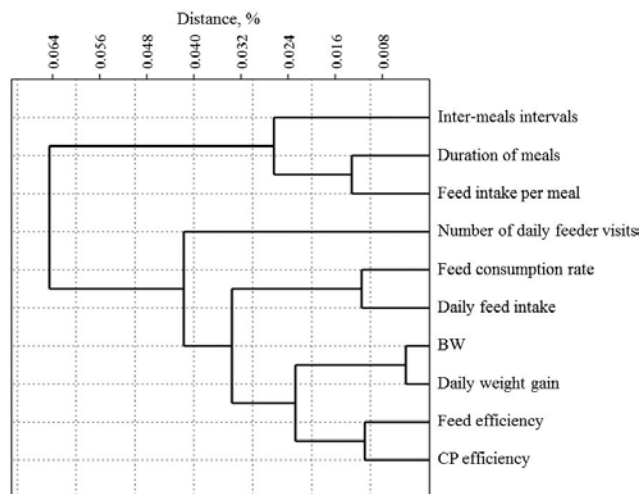 Distance, %
0.064 0.056 0.048 0.040 0.032 0.024 0.016 0.008
Inter-meals intervals
Duration of meals
Feed intake per meal
Number of daily feeder visits
Feed consumption rate
Daily feed intake
BW
Daily weight gain
Feed efficiency
CP efficiency